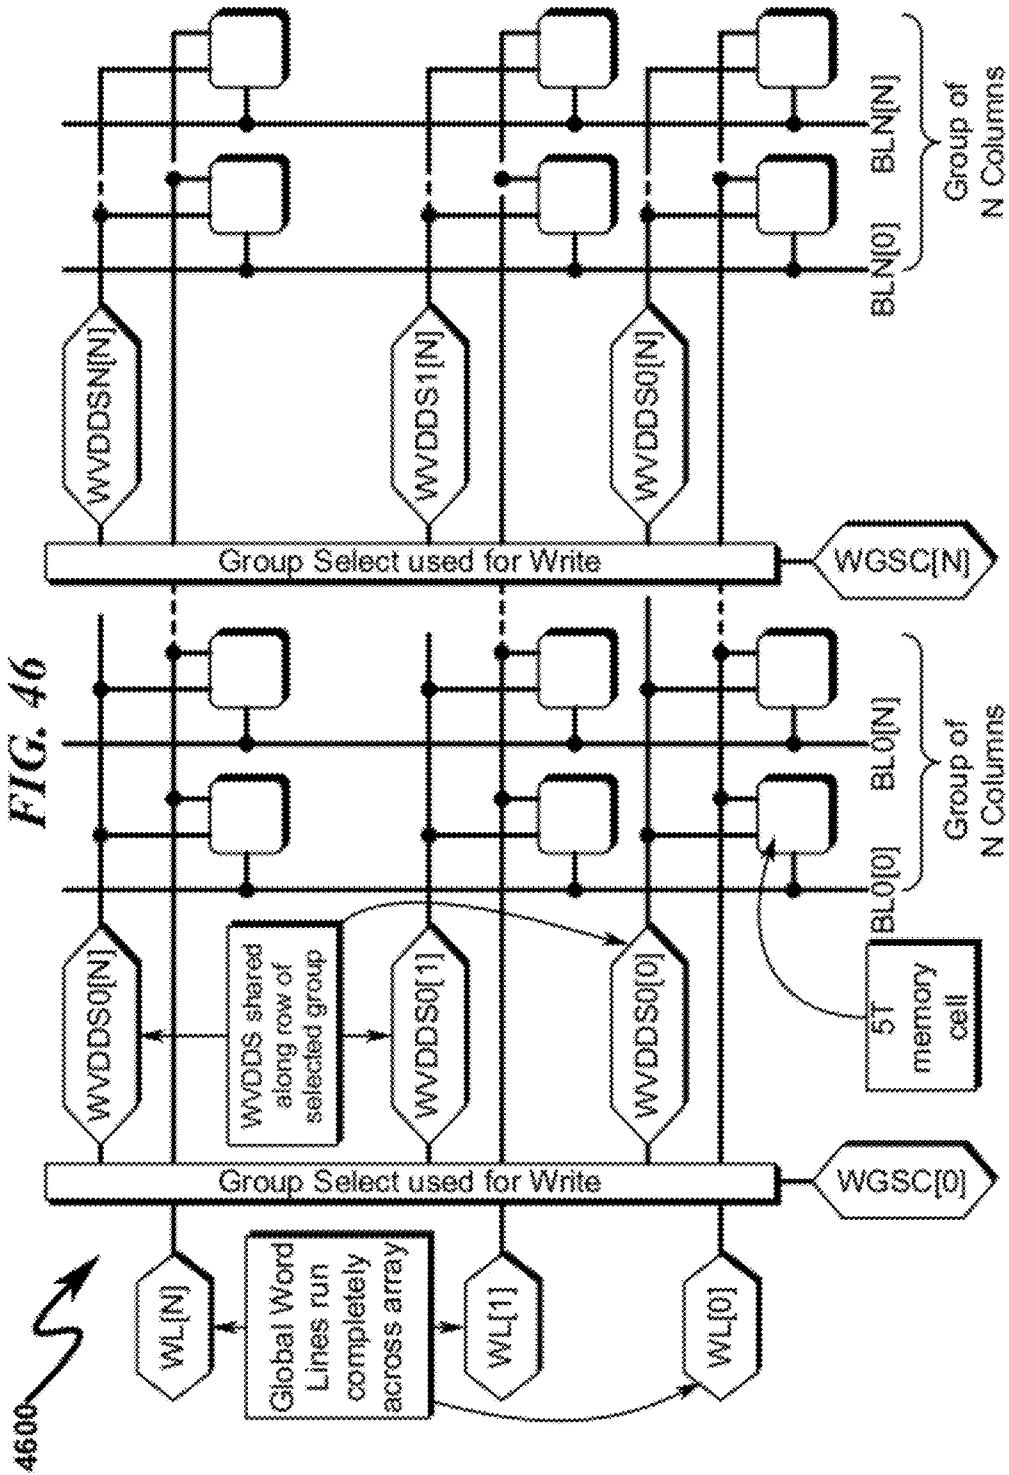 FIG. 46
4600
WL[N]
WL[1]
WL[0]
Global Word
Lines run
completely
across array
Group Select used for Write
WGSC[0]
WVDDS0[N]
WVDDS0[1]
WVDDS0[0]
WVDDS shared
along row of
selected group
5T
memory
cell
BL0[0]
BL0[N]
Group of
N Columns
Group Select used for Write
WGSC[N]
WVDDSN[N]
WVDDS1[N]
WVDDS0[N]
BLN[0]
BLN[N]
Group of
N Columns